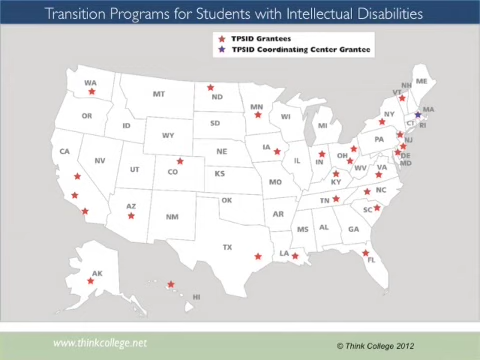 Transition Programs for Students with Intellectual Disabilities
TPSID Grantees
TPSID Coordinating Center Grantee
WA
MT
ND
MN
OR
ID
SD
WI
MI
NY
VT
NH
ME
MA
CT
RI
WY
NE
IA
PA
NJ
CA
NV
UT
CO
KS
IL
IN
OH
WV
VA
DE
MD
MO
KY
AZ
NM
OK
AR
TN
NC
SC
MS
AL
GA
TX
LA
FL
AK
HI
www.thinkcollege.net
© Think College 2012